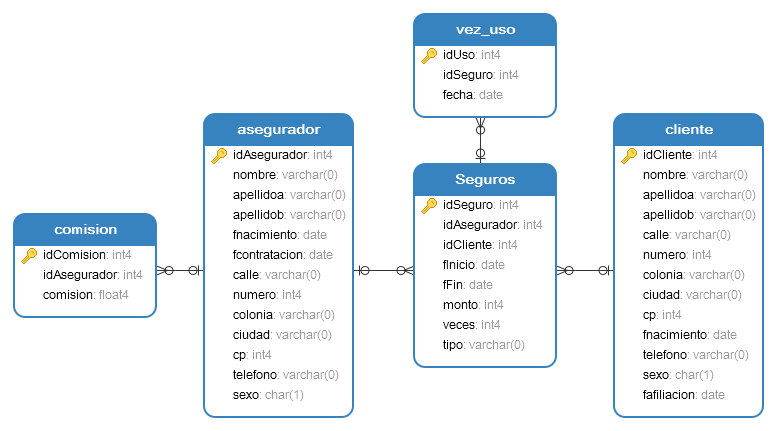 vez_uso
idUso: int4
idSeguro: int4
fecha: date
asegurador
idAsegurador: int4
nombre: varchar(0)
apellidoa: varchar(0)
apellidob: varchar(0)
fnacimiento: date
fcontratacion: date
calle: varchar(0)
numero: int4
colonia: varchar(0)
ciudad: varchar(0)
cp: int4
telefono: varchar(0)
sexo: char(1)
cliente
idCliente: int4
nombre: varchar(0)
apellidoa: varchar(0)
apellidob: varchar(0)
calle: varchar(0)
numero: int4
colonia: varchar(0)
ciudad: varchar(0)
cp: int4
fnacimiento: date
telefono: varchar(0)
sexo: char(1)
fafiliacion: date
Seguros
idSeguro: int4
idAsegurador: int4
idCliente: int4
fInicio: date
fFin: date
monto: int4
veces: int4
tipo: varchar(0)
comision
idComision: int4
idAsegurador: int4
comision: float4